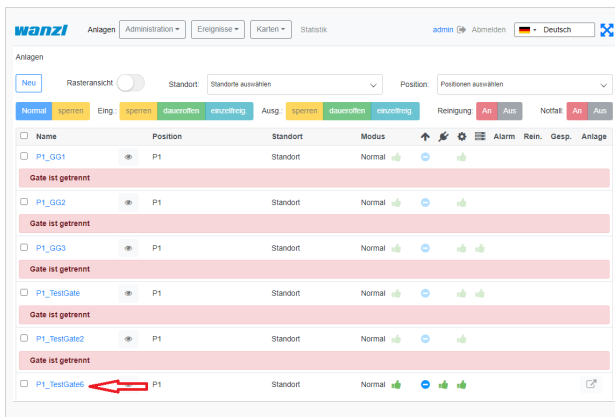 wanzl Anlagen Administration Ereignisse Karten Statistik admin Abmelden Deutsch
Anlagen
Neu Rasteransicht Standort: Standorte auswählen Position: Positionen auswählen
Normal sperren Eing.: sperren daueroffen einzelfreig. Ausg.: sperren daueroffen einzelfreig. Reinigung: An Aus Notfall: An Aus
Name Position Standort Modus Alarm Rein. Gesp. Anlage
P1_GG1 P1 Standort Normal
Gate ist getrennt
P1_GG2 P1 Standort Normal
Gate ist getrennt
P1_GG3 P1 Standort Normal
Gate ist getrennt
P1_TestGate P1 Standort Normal
Gate ist getrennt
P1_TestGate2 P1 Standort Normal
Gate ist getrennt
P1_TestGate6 P1 Standort Normal